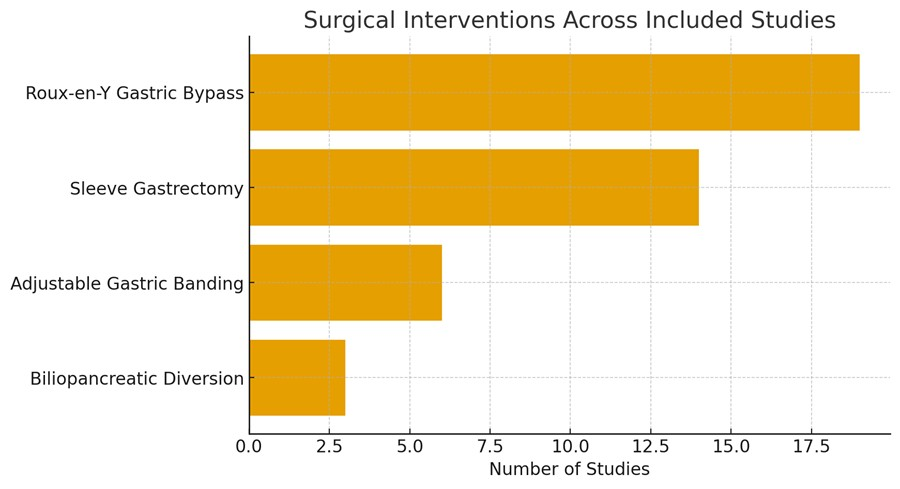 Surgical Interventions Across Included Studies
Roux-en-Y Gastric Bypass
Sleeve Gastrectomy
Adjustable Gastric Banding
Biliopancreatic Diversion
0.0 2.5 5.0 7.5 10.0 12.5 15.0 17.5
Number of Studies